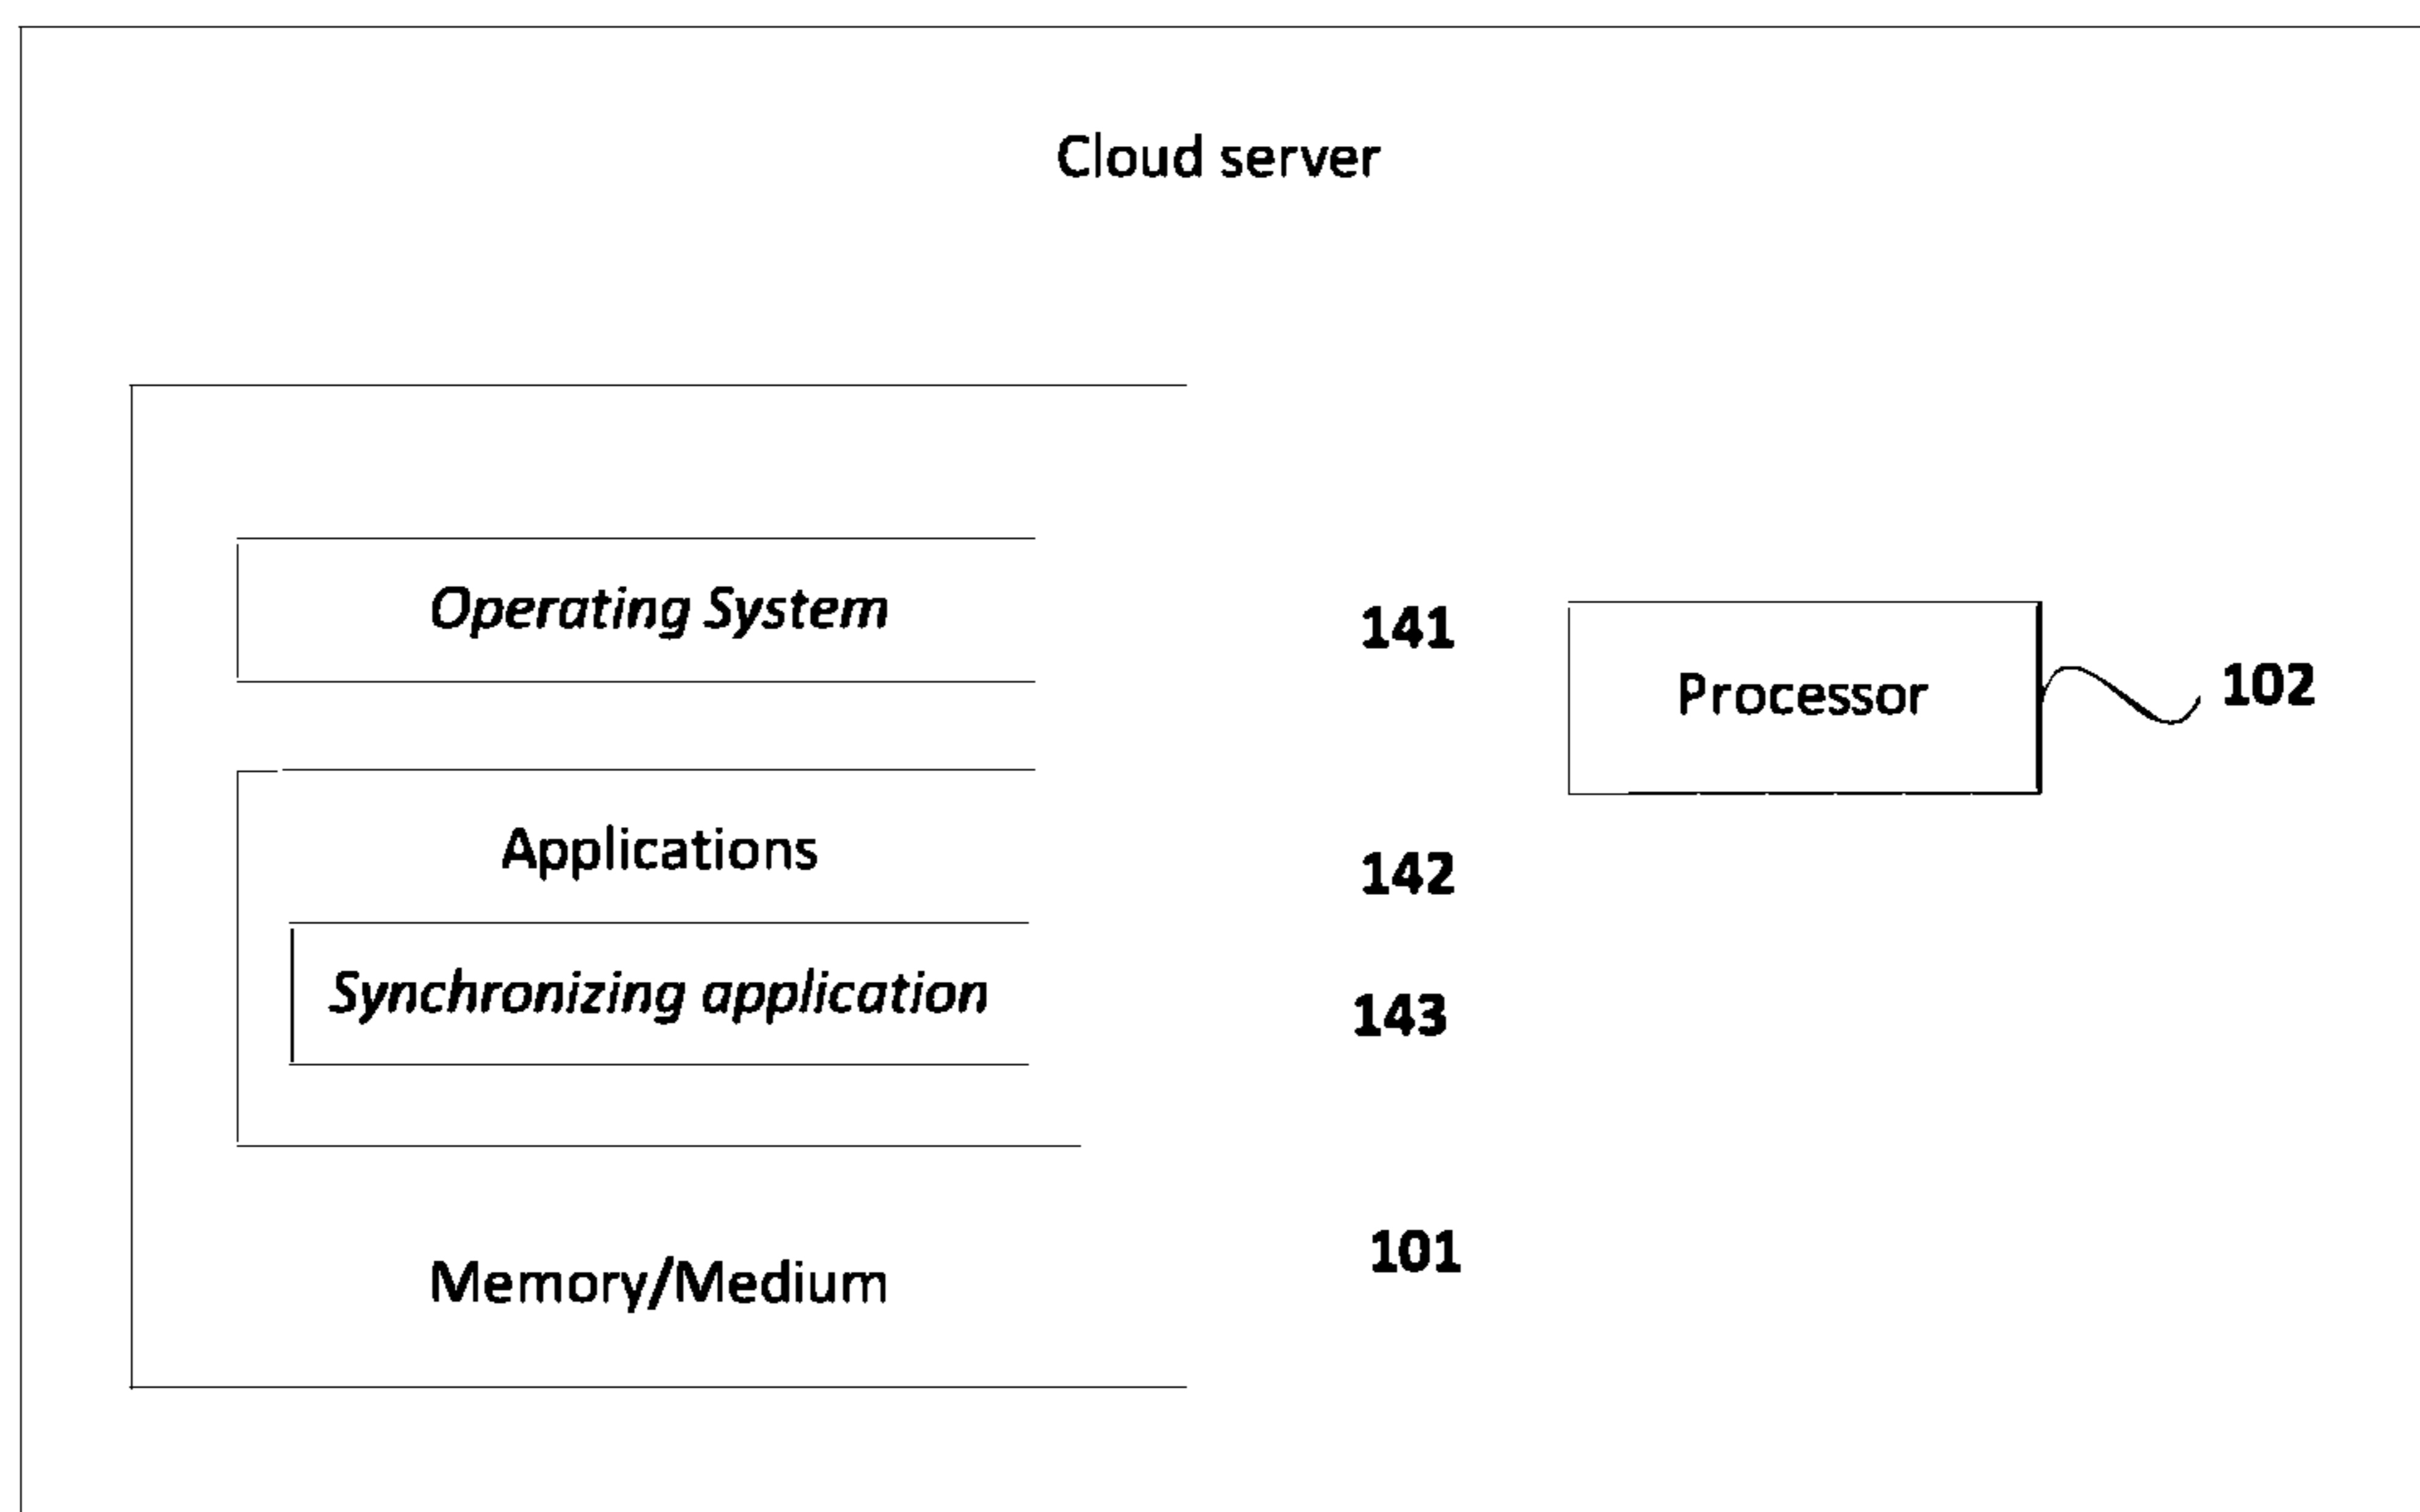 Cloud server
Operating System
141
Processor
102
Applications
142
Synchronizing application
143
Memory/Medium
101